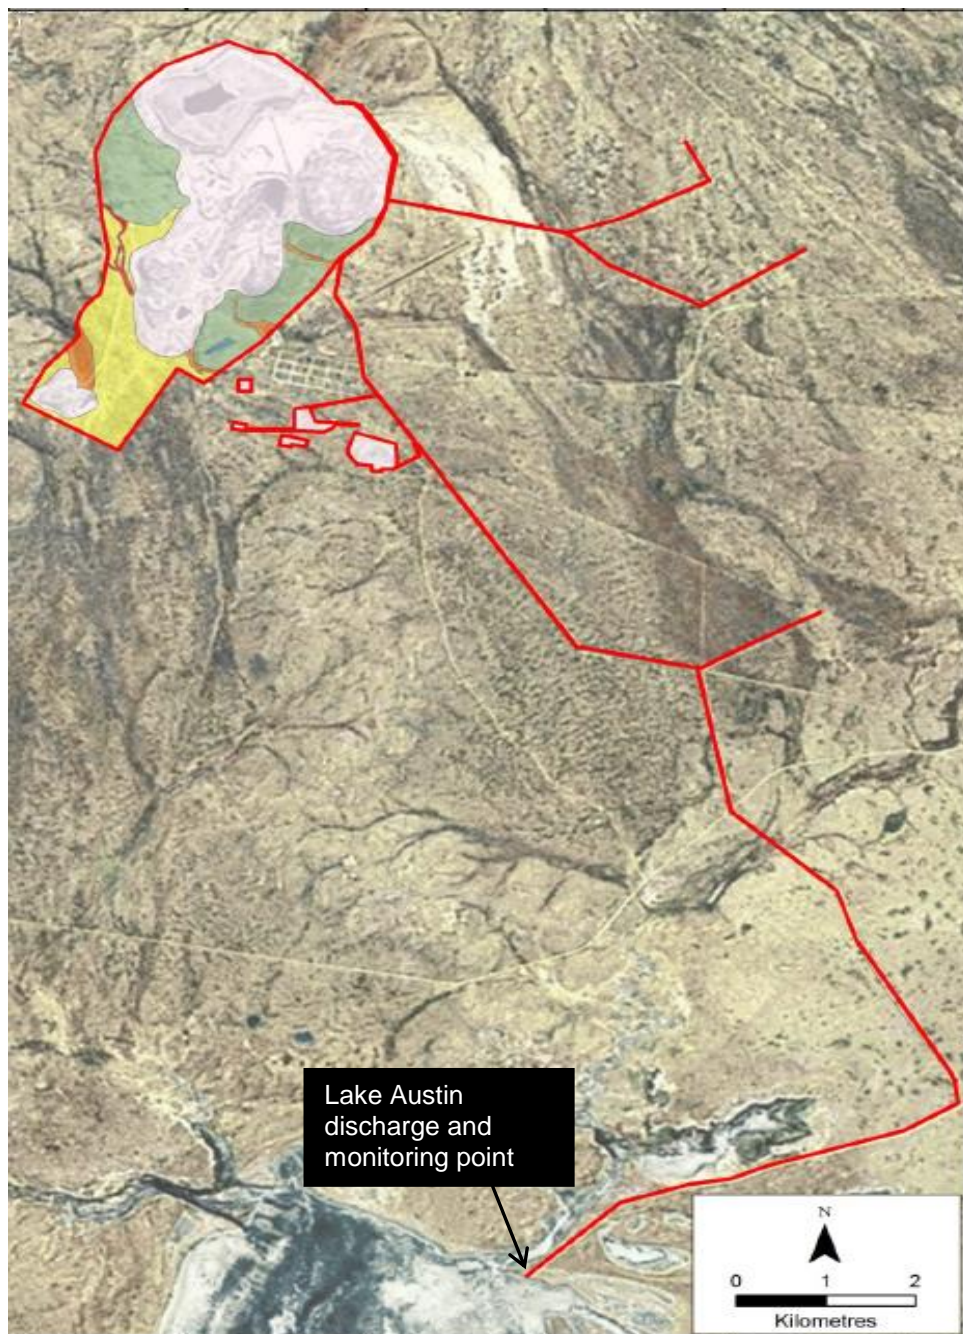 Lake Austin
discharge and
monitoring point
N
0 1 2
Kilometres